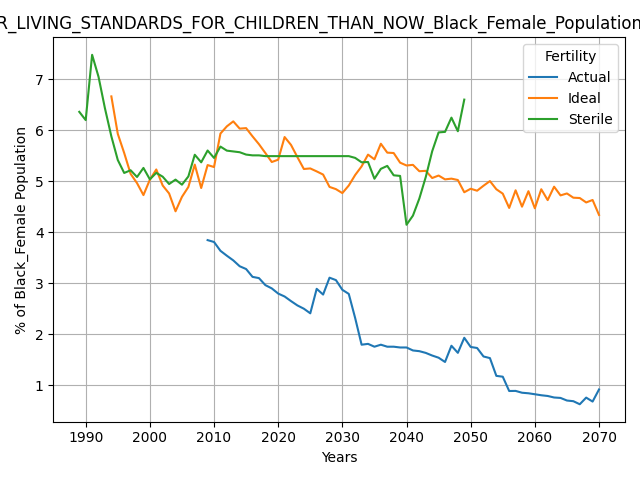 R_LIVING_STANDARDS_FOR_CHILDREN_THAN_NOW_Black_Female_Population
Fertility
Actual
Ideal
Sterile
% of Black_Female Population
7
6
5
4
3
2
1
1990 2000 2010 2020 2030 2040 2050 2060 2070
Years